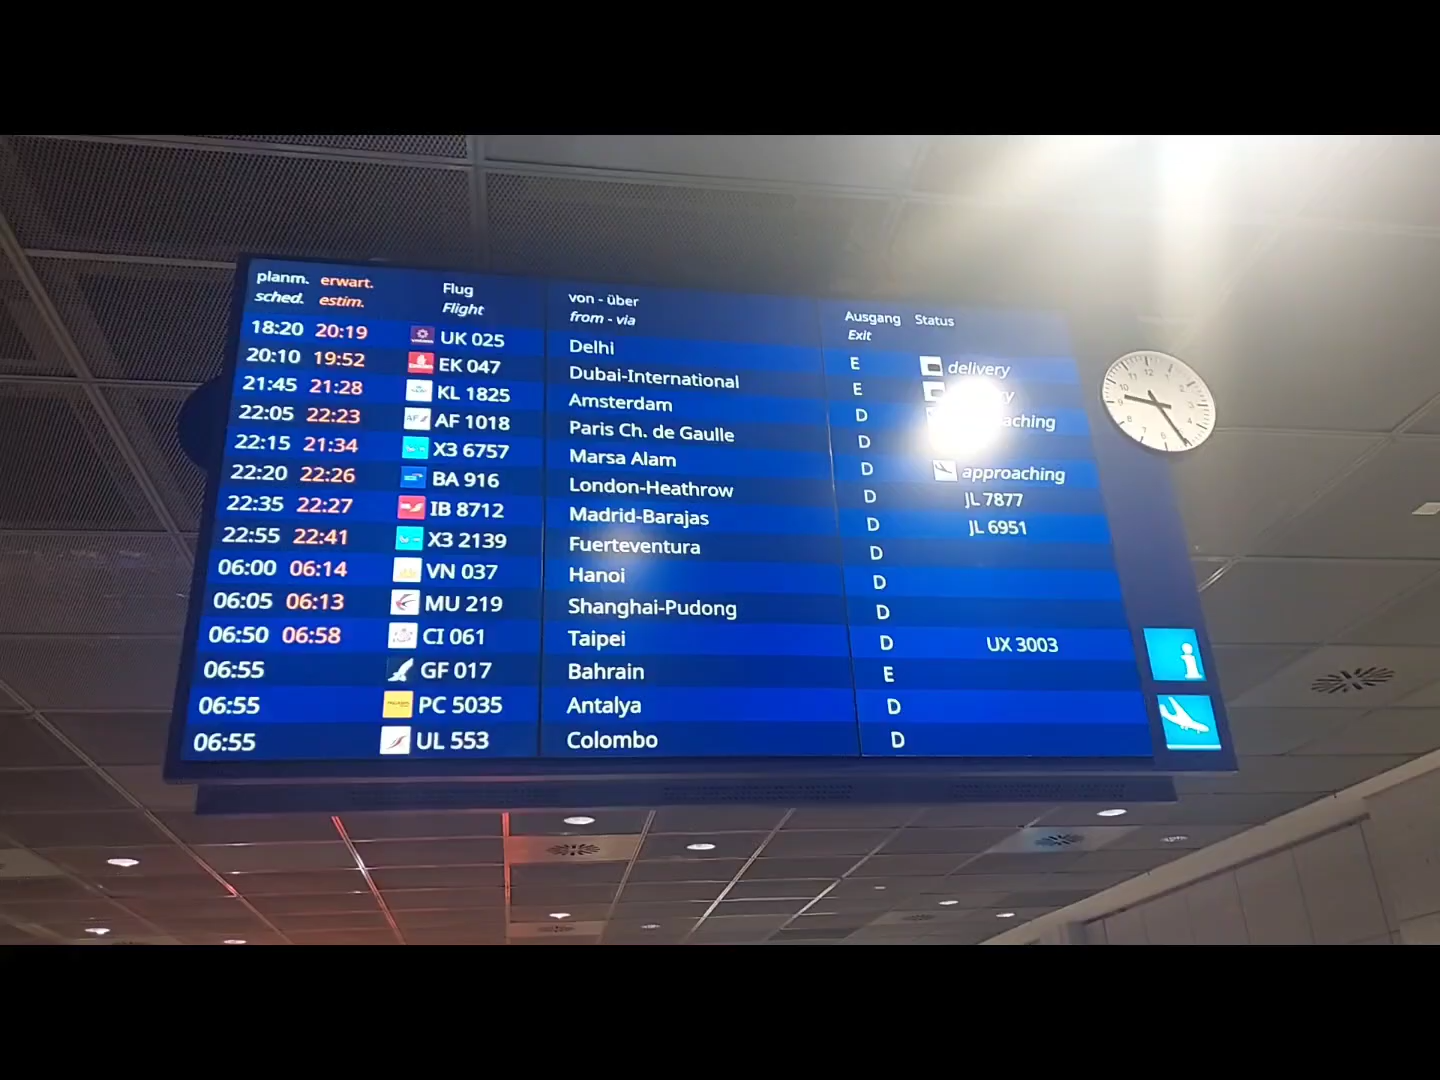 planm. erwart. Flug von - über Ausgang Status
sched. estim. Flight from - via Exit
18:20 20:19 UK 025 Delhi E delivery
20:10 19:52 EK 047 Dubai-International E
21:45 21:28 KL 1825 Amsterdam D
22:05 22:23 AF 1018 Paris Ch. de Gaulle D
22:15 21:34 X3 6757 Marsa Alam D approaching
22:20 22:26 BA 916 London-Heathrow D JL 7877
22:35 22:27 IB 8712 Madrid-Barajas D JL 6951
22:55 22:41 X3 2139 Fuerteventura D
06:00 06:14 VN 037 Hanoi D
06:05 06:13 MU 219 Shanghai-Pudong D
06:50 06:58 CI 061 Taipei D UX 3003
06:55 GF 017 Bahrain E
06:55 PC 5035 Antalya D
06:55 UL 553 Colombo D